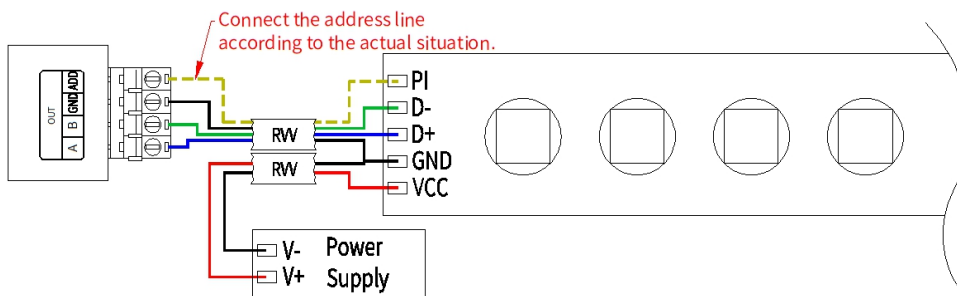 Connect the address line
according to the actual situation.
OUT
A B GND ADD
PI
D-
D+
GND
VCC
RW
RW
V- Power
V+ Supply